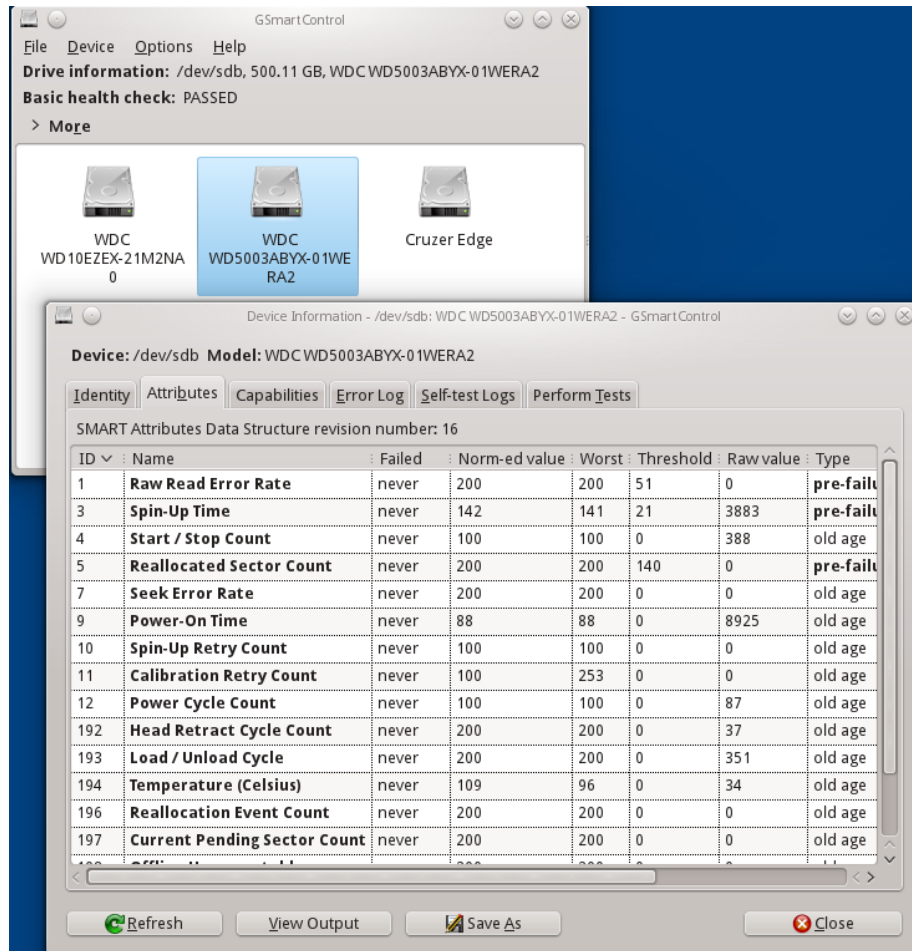 GSmartControl
File Device Options Help
Drive information: /dev/sdb, 500.11 GB, WDC WD5003ABYX-01WERA2
Basic health check: PASSED
> More
WDC
WD10EZEX-21M2NA
0
WDC
WD5003ABYX-01WE
RA2
Cruzer Edge
Device Information - /dev/sdb: WDC WD5003ABYX-01WERA2 - GSmartControl
Device: /dev/sdb Model: WDC WD5003ABYX-01WERA2
Identity Attributes Capabilities Error Log Self-test Logs Perform Tests
SMART Attributes Data Structure revision number: 16
ID Name Failed Norm-ed value Worst Threshold Raw value Type
1 Raw Read Error Rate never 200 200 51 0 pre-failu
3 Spin-Up Time never 142 141 21 3883 pre-failu
4 Start / Stop Count never 100 100 0 388 old age
5 Reallocated Sector Count never 200 200 140 0 pre-failu
7 Seek Error Rate never 200 200 0 0 old age
9 Power-On Time never 88 88 0 8925 old age
10 Spin-Up Retry Count never 100 100 0 0 old age
11 Calibration Retry Count never 100 253 0 0 old age
12 Power Cycle Count never 100 100 0 87 old age
192 Head Retract Cycle Count never 200 200 0 37 old age
193 Load / Unload Cycle never 200 200 0 351 old age
194 Temperature (Celsius) never 109 96 0 34 old age
196 Reallocation Event Count never 200 200 0 0 old age
197 Current Pending Sector Count never 200 200 0 0 old age
Refresh View Output Save As Close